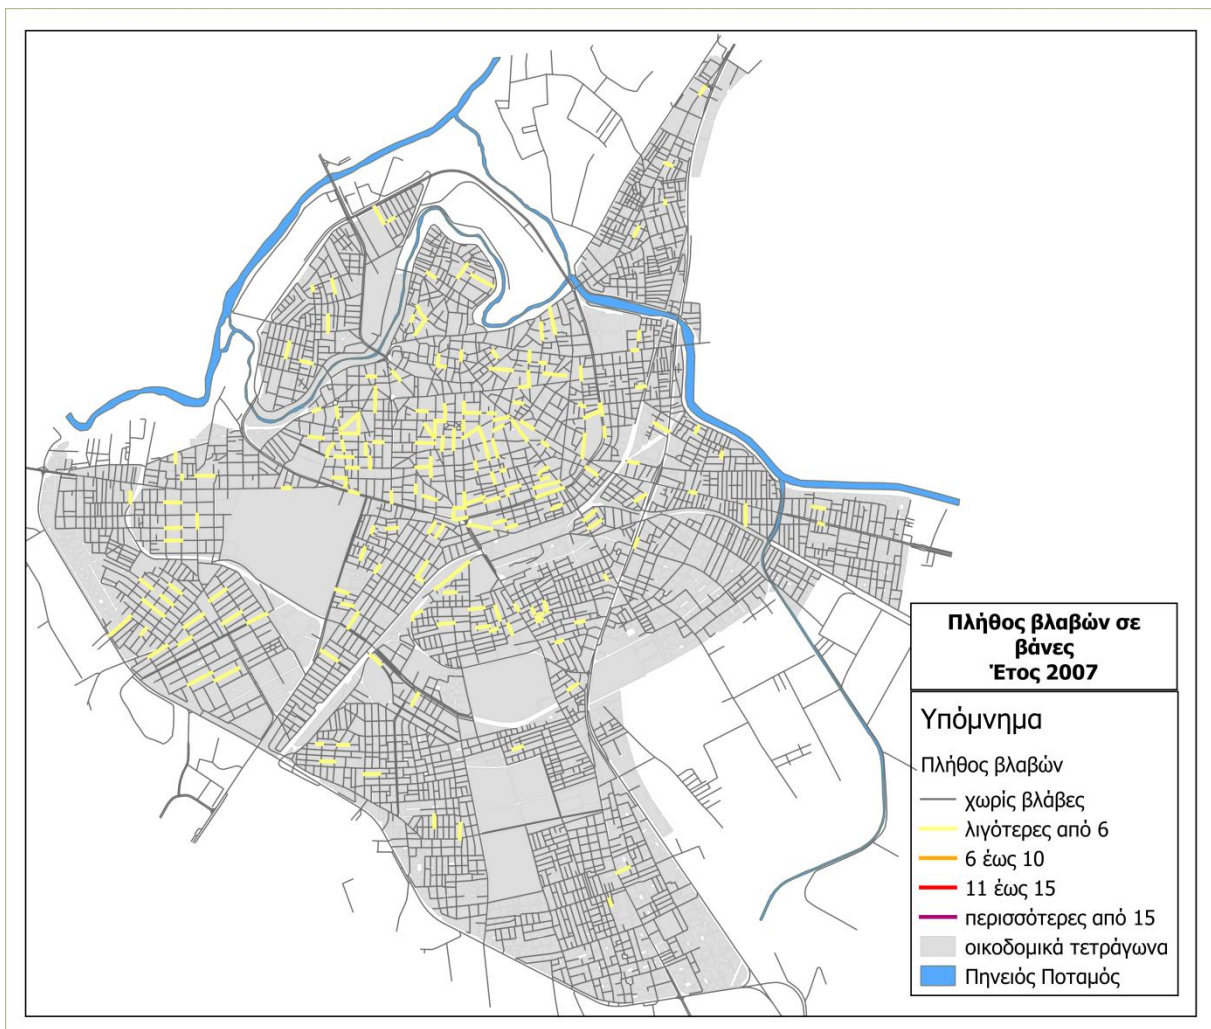 Πλήθος βλαβών σε
βάνες
Έτος 2007
Υπόμνημα
Πλήθος βλαβών
χωρίς βλάβες
λιγότερες από 6
6 έως 10
11 έως 15
περισσότερες από 15
οικοδομικά τετράγωνα
Πηνειός Ποταμός